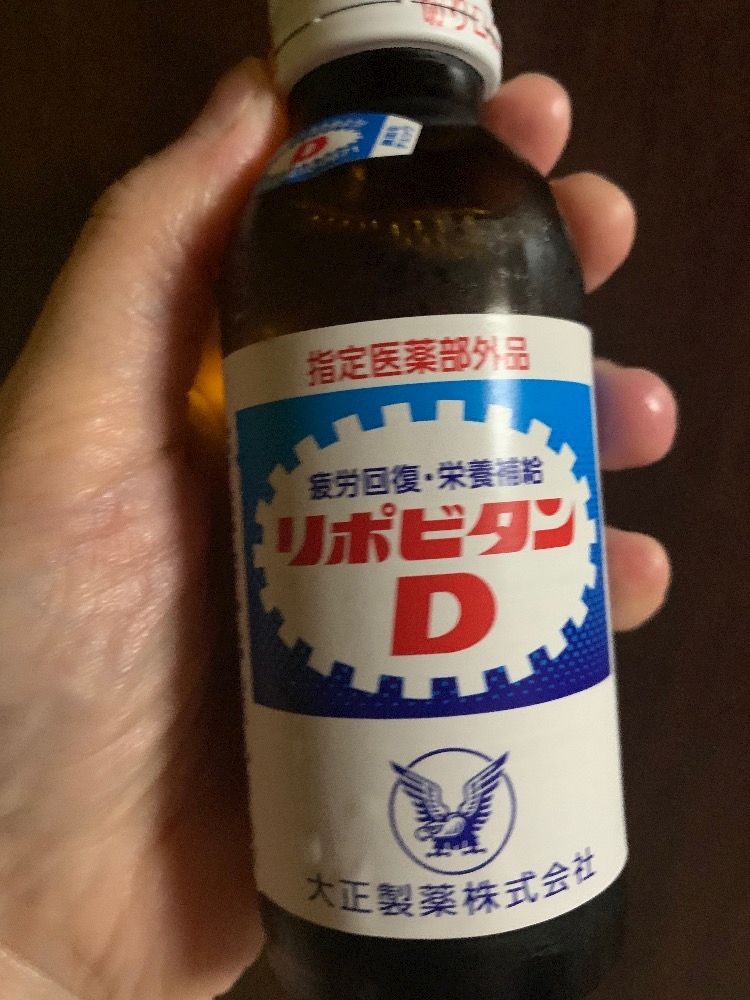 D
指定医薬部外品
疲労回復・栄養補給
リポビタン
D
大正製薬株式会社